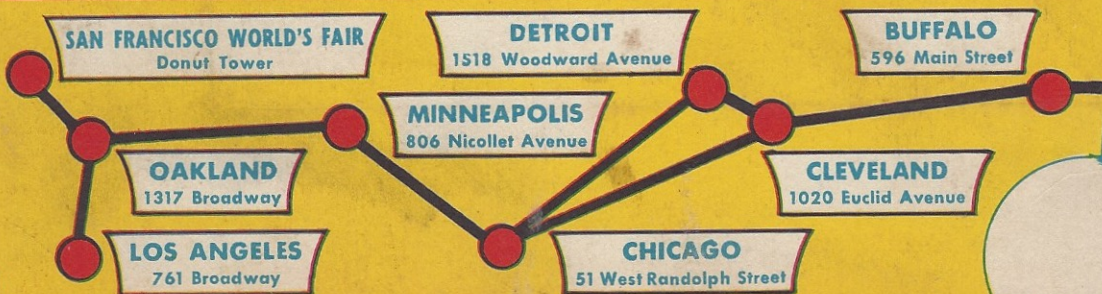 SAN FRANCISCO WORLD'S FAIR
Donut Tower
DETROIT
1518 Woodward Avenue
BUFFALO
596 Main Street
MINNEAPOLIS
806 Nicollet Avenue
OAKLAND
1317 Broadway
CLEVELAND
1020 Euclid Avenue
LOS ANGELES
761 Broadway
CHICAGO
51 West Randolph Street